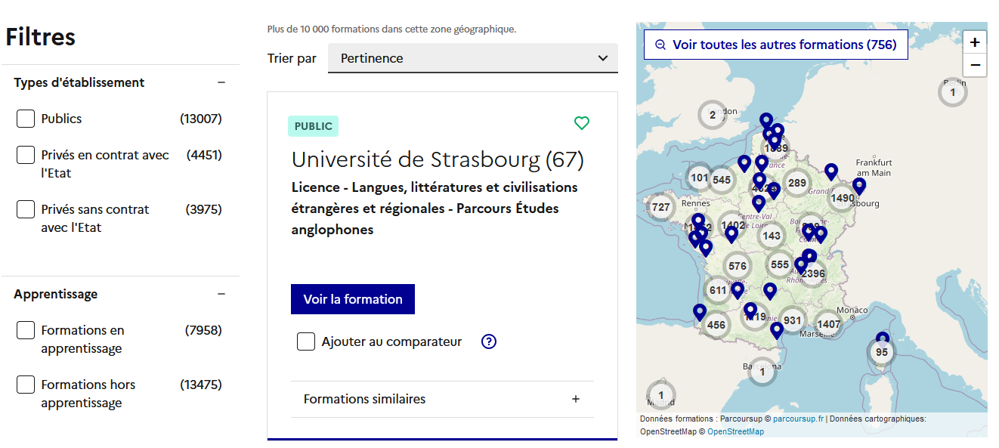 Filtres
Types d'établissement
Publics (13007)
Privés en contrat avec (4451)
l'Etat
Privés sans contrat (3975)
avec l'Etat
Apprentissage
Formations en (7958)
apprentissage
Formations hors (13475)
apprentissage
Plus de 10 000 formations dans cette zone géographique.
Trier par Pertinence
PUBLIC
Université de Strasbourg (67)
Licence - Langues, littératures et civilisations
étrangères et régionales - Parcours Études
anglophones
Voir la formation
Ajouter au comparateur ?
Formations similaires +
Voir toutes les autres formations (756)
+
−
Berlin
1
2
1889
Frankfurt
am Main
101 545 289
1490
727 Rennes
Centre-Val
1402
143
576 555 2396
611
Monaco
456 931 1407
Marseille
95
Barcelona
1
1
Madrid
Données formations : Parcoursup © parcoursup.fr | Données cartographiques:
OpenStreetMap © OpenStreetMap